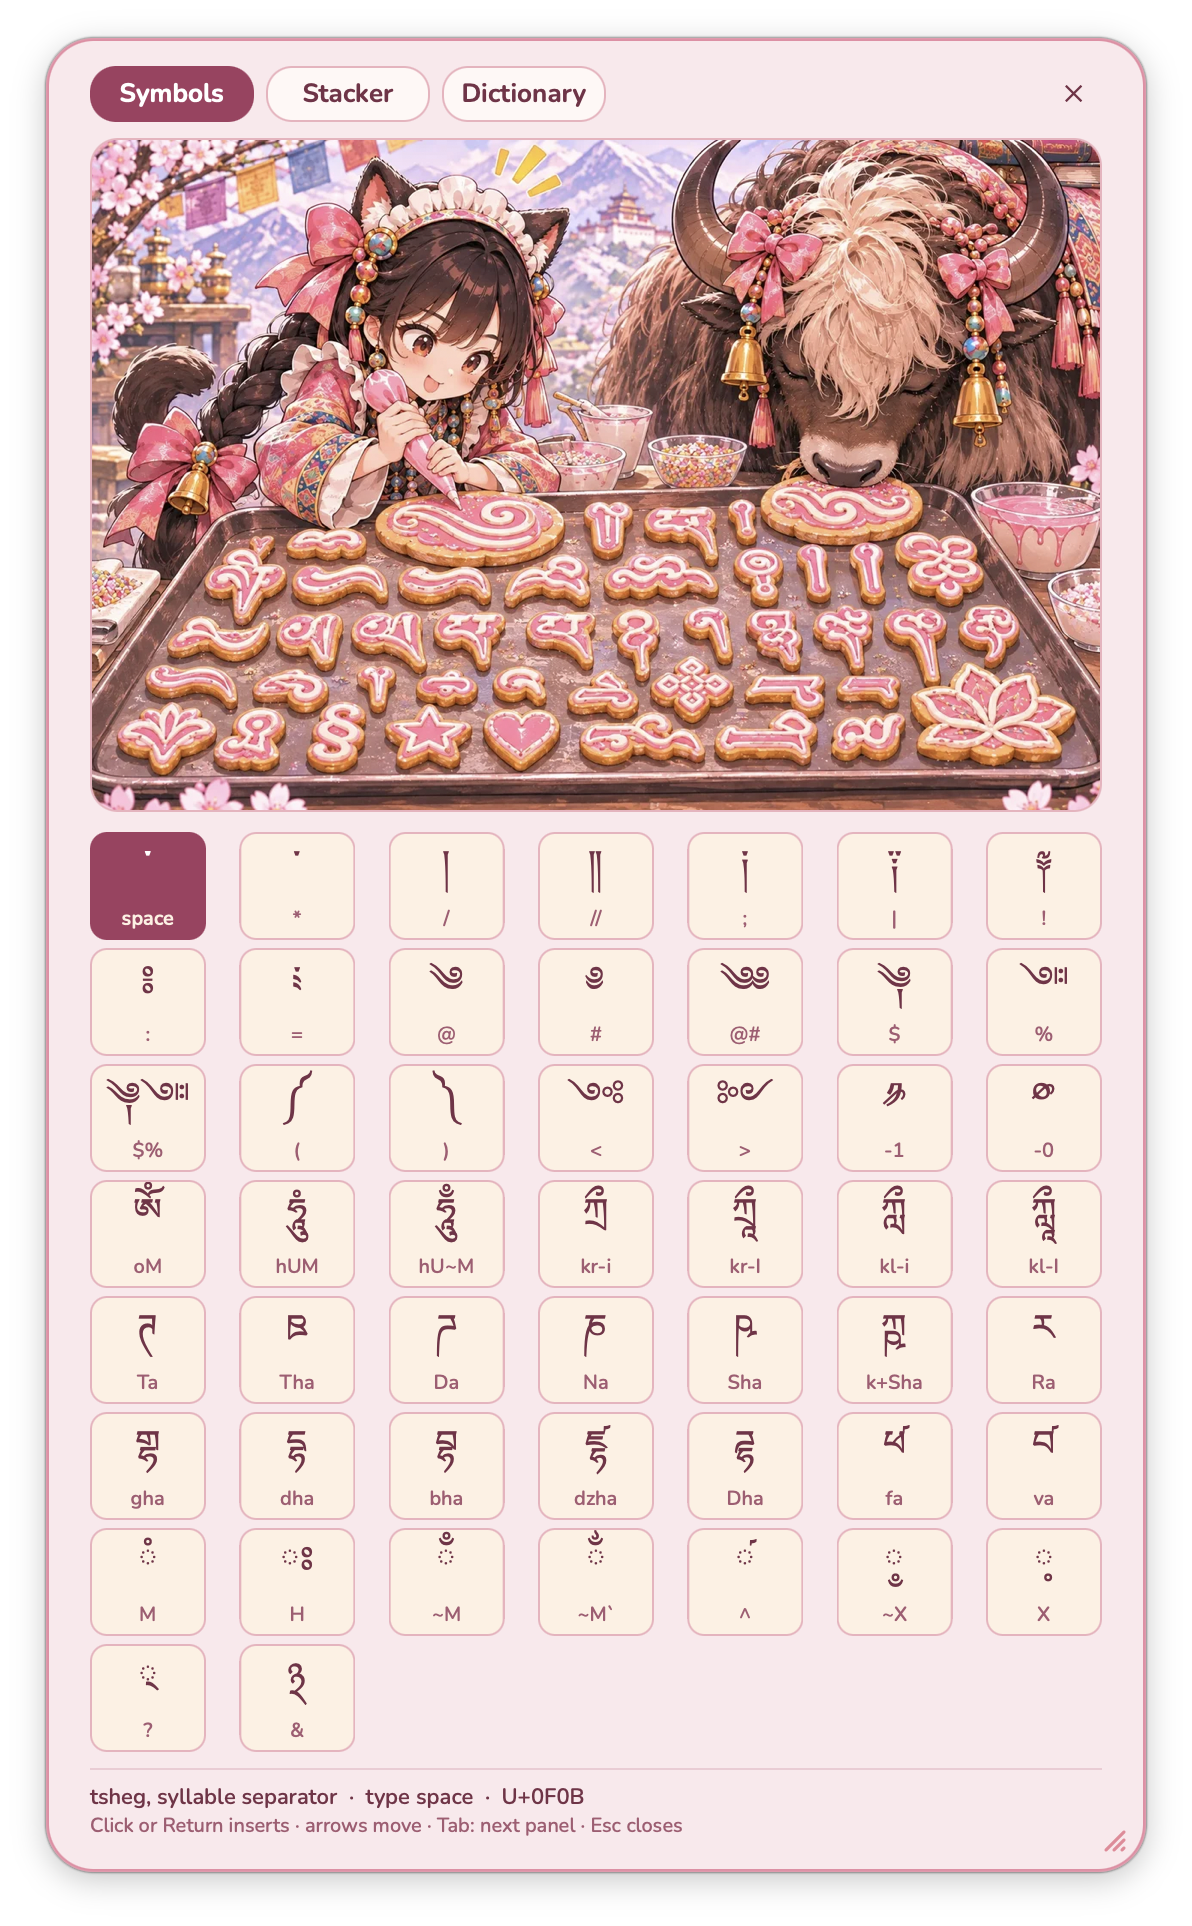 Symbols Stacker Dictionary ×
་ ༌ ། ༎ ༏ ༐ ༈
space * / // ; | !
༔ ༒ ༄ ༅ ༄༅ ༆ ༇
: = @ # @# $ %
༼ ༽
$% ( ) < > -1 -0
ཨོཾ ཧཱུཾ ཧཱུྃ ཀྲྀ ཀྲཱྀ ཀླྀ ཀླཱྀ
oM hUM hU~M kr-i kr-I kl-i kl-I
ཊ ཋ ཌ ཎ ཥ ཀྵ ཪ
Ta Tha Da Na Sha k+Sha Ra
གྷ དྷ བྷ ཛྷ ཌྷ ཕ༹ བ༹
gha dha bha dzha Dha fa va
ཾ ཿ ྃ ྂ ༹ ༵ ༷
M H ~M ~M` ^ ~X X
྄ ྅
? &
tsheg, syllable separator · type space · U+0F0B
Click or Return inserts · arrows move · Tab: next panel · Esc closes